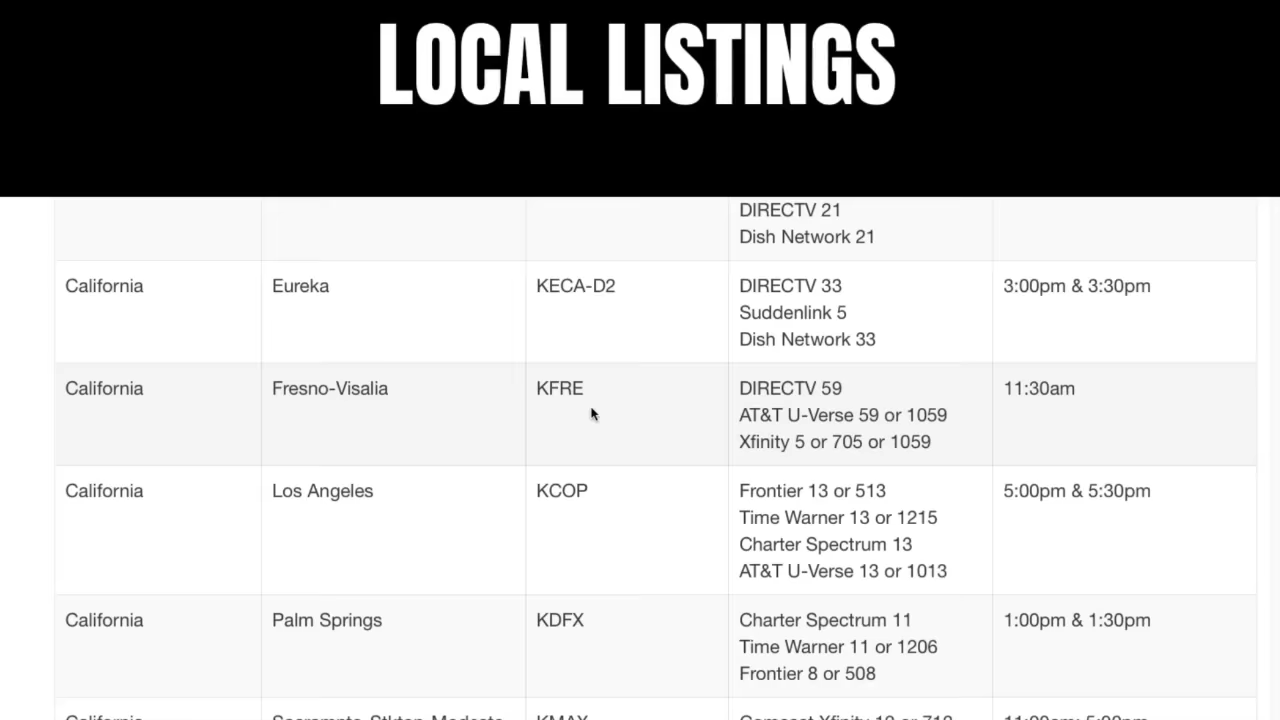 LOCAL LISTINGS
DIRECTV 21
Dish Network 21
California Eureka KECA-D2 DIRECTV 33 3:00pm & 3:30pm
Suddenlink 5
Dish Network 33
California Fresno-Visalia KFRE DIRECTV 59 11:30am
AT&T U-Verse 59 or 1059
Xfinity 5 or 705 or 1059
California Los Angeles KCOP Frontier 13 or 513 5:00pm & 5:30pm
Time Warner 13 or 1215
Charter Spectrum 13
AT&T U-Verse 13 or 1013
California Palm Springs KDFX Charter Spectrum 11 1:00pm & 1:30pm
Time Warner 11 or 1206
Frontier 8 or 508
California KMAX Comcast Xfinity